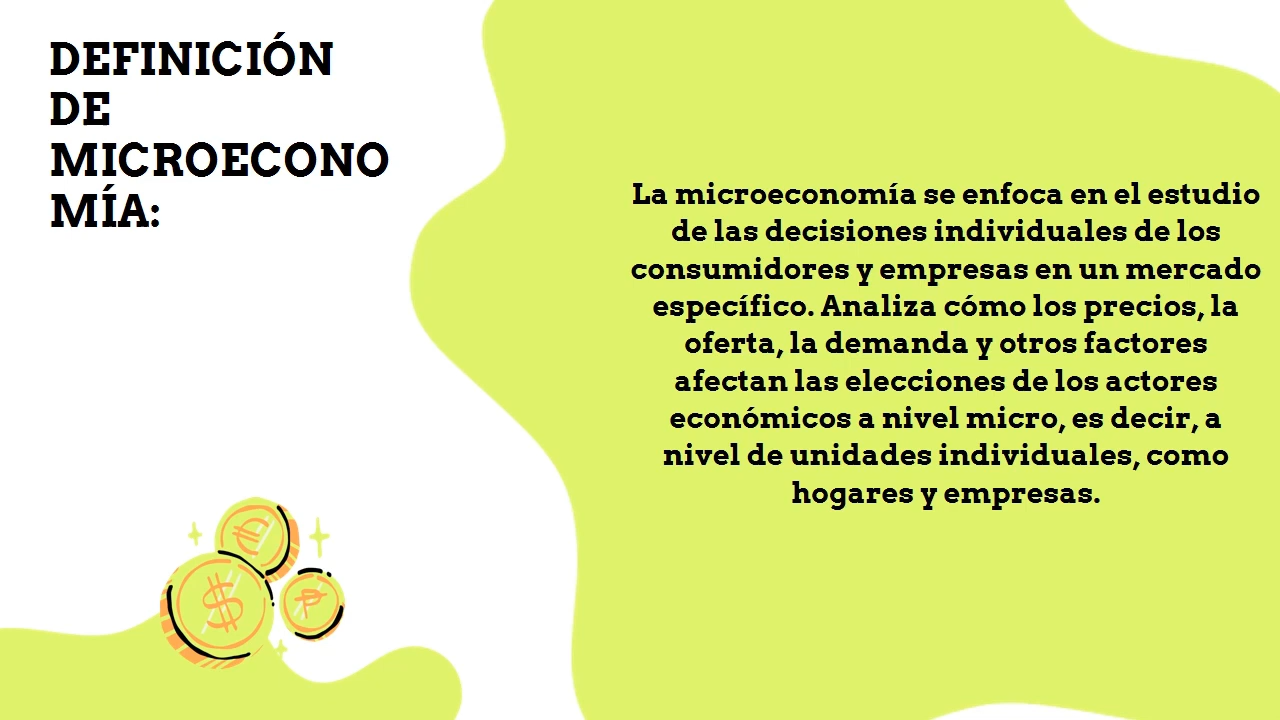 DEFINICIÓN
DE
MICROECONO
MÍA:
La microeconomía se enfoca en el estudio
de las decisiones individuales de los
consumidores y empresas en un mercado
específico. Analiza cómo los precios, la
oferta, la demanda y otros factores
afectan las elecciones de los actores
económicos a nivel micro, es decir, a
nivel de unidades individuales, como
hogares y empresas.
€
$
₱